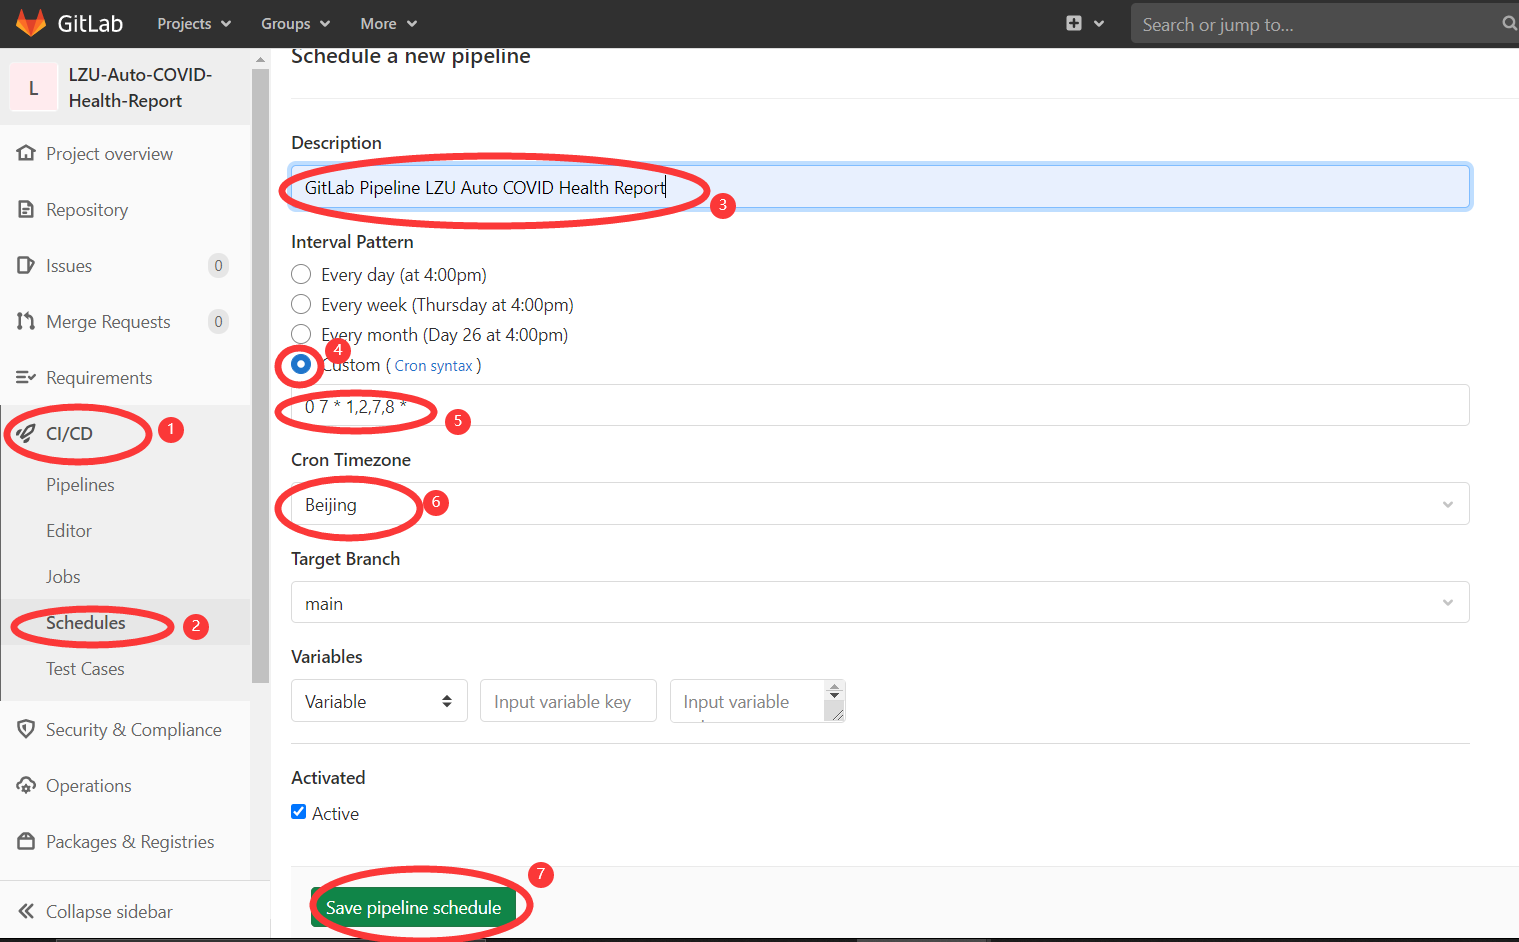 GitLab Projects Groups More Search or jump to...
L LZU-Auto-COVID-
Health-Report
Project overview
Repository
Issues 0
Merge Requests 0
Requirements
CI/CD 1
Pipelines
Editor
Jobs
Schedules 2
Test Cases
Security & Compliance
Operations
Packages & Registries
Collapse sidebar
Schedule a new pipeline
Description
GitLab Pipeline LZU Auto COVID Health Report 3
Interval Pattern
Every day (at 4:00pm)
Every week (Thursday at 4:00pm)
Every month (Day 26 at 4:00pm)
4
Custom ( Cron syntax )
0 7 * 1,2,7,8 * 5
Cron Timezone
Beijing 6
Target Branch
main
Variables
Variable Input variable key Input variable
Activated
Active
7
Save pipeline schedule